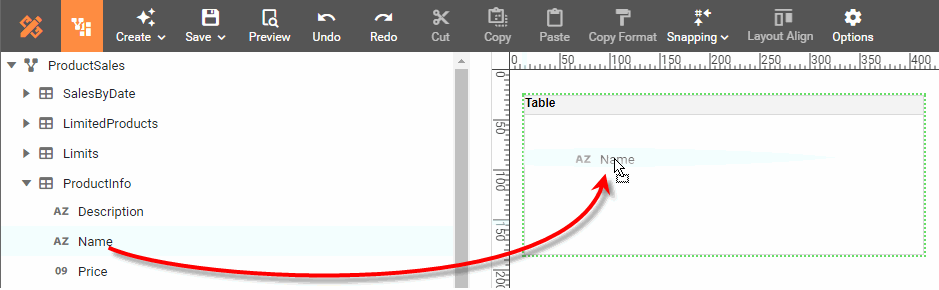 Create Save Preview Undo Redo Cut Copy Paste Copy Format Snapping Layout Align Options
ProductSales
SalesByDate
LimitedProducts
Limits
ProductInfo
AZ Description
AZ Name
09 Price
0 50 100 150 200 250 300 350 400
0
50
100
150
200
Table
AZ Name